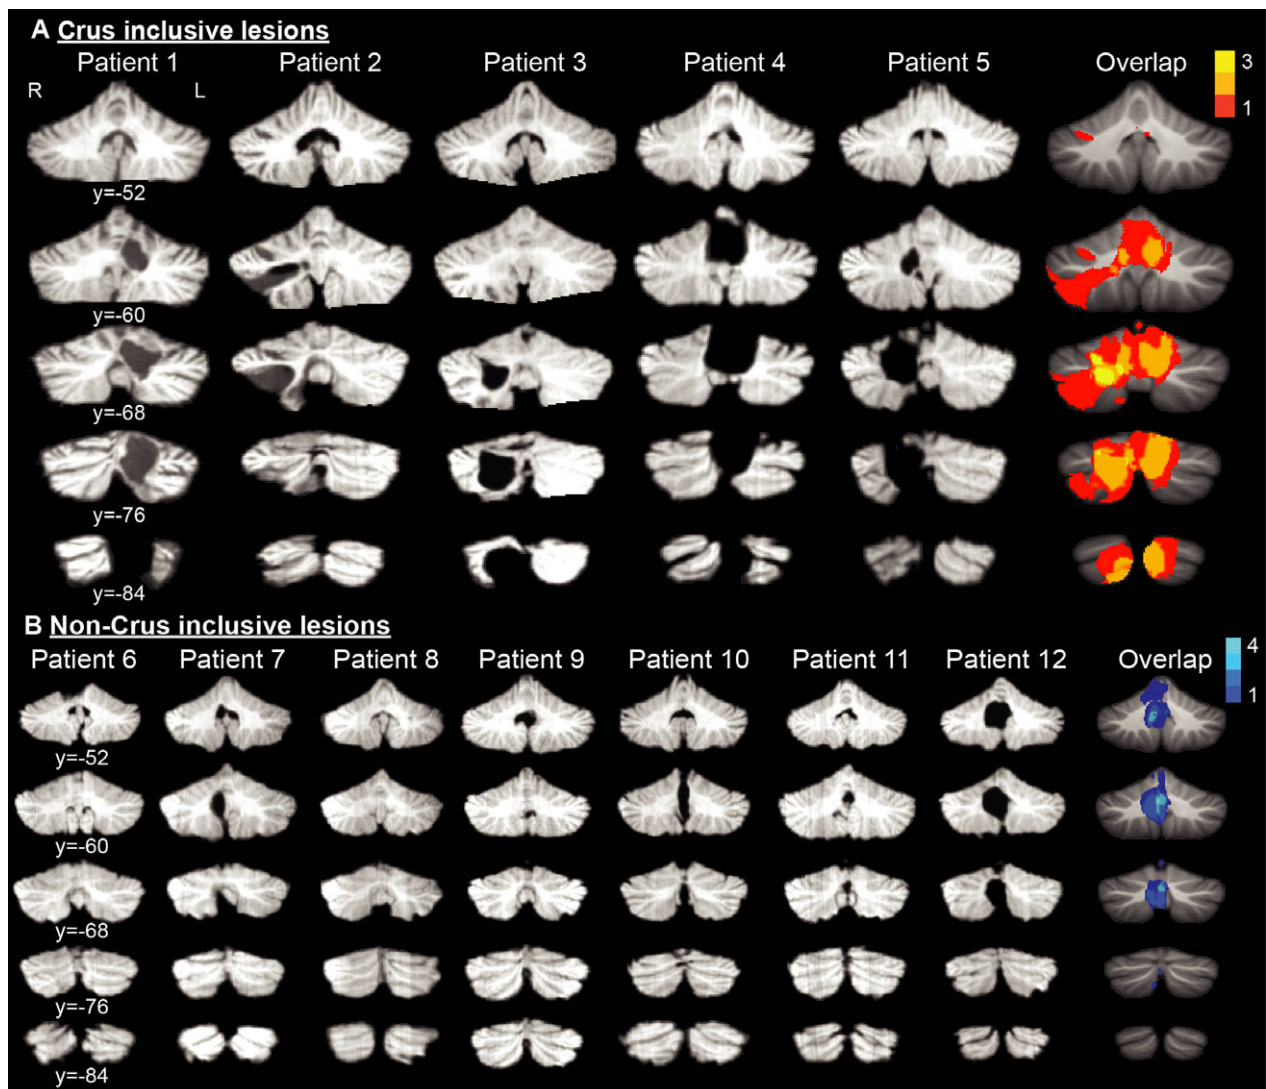 A Crus inclusive lesions
Patient 1 Patient 2 Patient 3 Patient 4 Patient 5 Overlap
3
R L
1
y=-52
y=-60
y=-68
y=-76
y=-84
B Non-Crus inclusive lesions
Patient 6 Patient 7 Patient 8 Patient 9 Patient 10 Patient 11 Patient 12 Overlap
4
1
y=-52
y=-60
y=-68
y=-76
y=-84